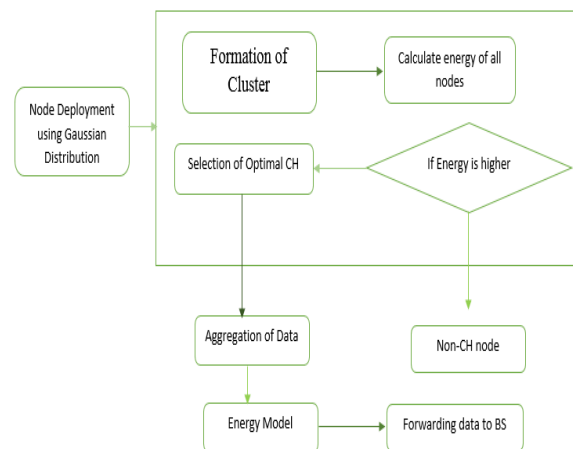 Formation of
Cluster
Calculate energy of all
nodes
Node Deployment
using Gaussian
Distribution
Selection of Optimal CH
If Energy is higher
Aggregation of Data
Non-CH node
Energy Model
Forwarding data to BS